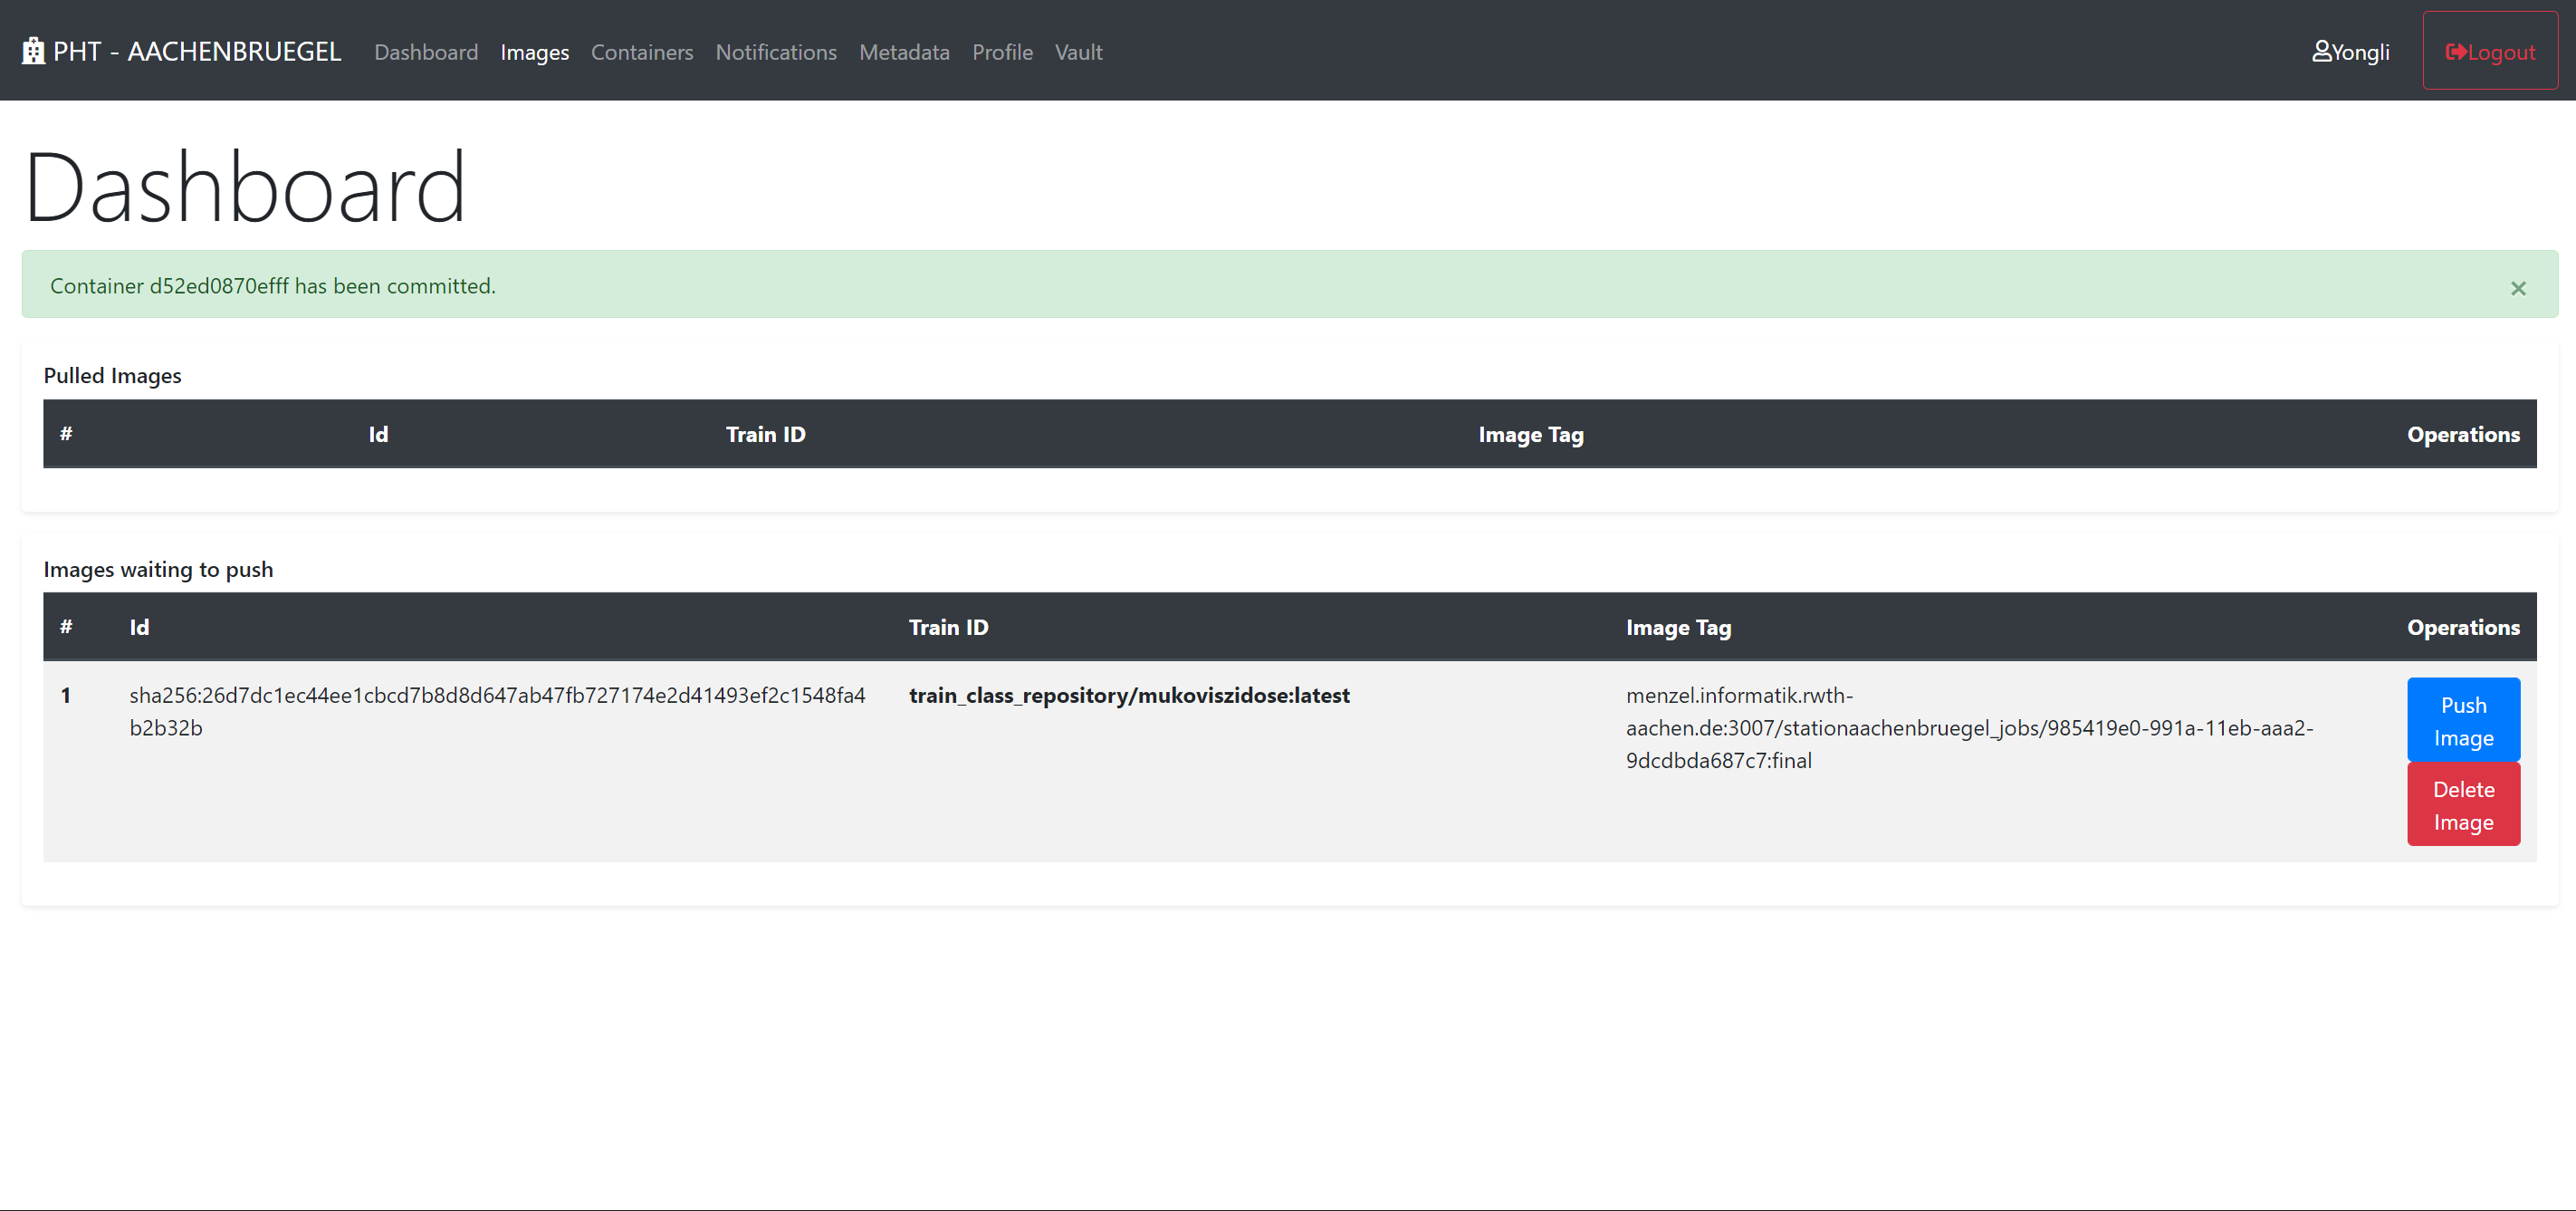 PHT - AACHENBRUEGEL Dashboard Images Containers Notifications Metadata Profile Vault Yongli Logout
Dashboard
Container d52ed0870efff has been committed. ×
Pulled Images
# Id Train ID Image Tag Operations
Images waiting to push
# Id Train ID Image Tag Operations
1 sha256:26d7dc1ec44ee1cbcd7b8d8d647ab47fb727174e2d41493ef2c1548fa4 train_class_repository/mukoviszidose:latest menzel.informatik.rwth- Push
b2b32b aachen.de:3007/stationaachenbruegel_jobs/985419e0-991a-11eb-aaa2- Image
9dcdbda687c7:final
Delete
Image